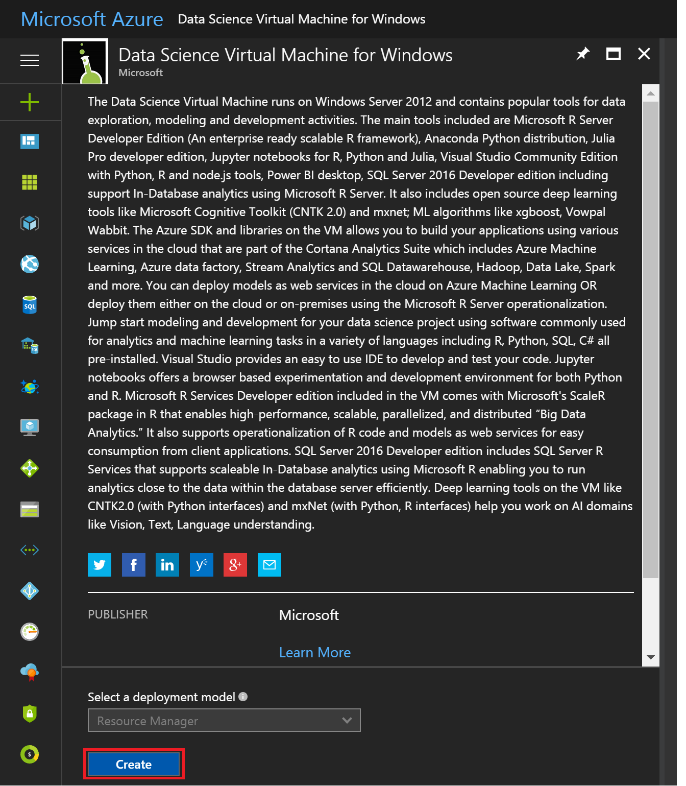 Microsoft Azure Data Science Virtual Machine for Windows
Data Science Virtual Machine for Windows
Microsoft
The Data Science Virtual Machine runs on Windows Server 2012 and contains popular tools for data
exploration, modeling and development activities. The main tools included are Microsoft R Server
Developer Edition (An enterprise ready scalable R framework), Anaconda Python distribution, Julia
Pro developer edition, Jupyter notebooks for R, Python and Julia, Visual Studio Community Edition
with Python, R and node.js tools, Power BI desktop, SQL Server 2016 Developer edition including
support In-Database analytics using Microsoft R Server. It also includes open source deep learning
tools like Microsoft Cognitive Toolkit (CNTK 2.0) and mxnet; ML algorithms like xgboost, Vowpal
Wabbit. The Azure SDK and libraries on the VM allows you to build your applications using various
services in the cloud that are part of the Cortana Analytics Suite which includes Azure Machine
Learning, Azure data factory, Stream Analytics and SQL Datawarehouse, Hadoop, Data Lake, Spark
and more. You can deploy models as web services in the cloud on Azure Machine Learning OR
deploy them either on the cloud or on-premises using the Microsoft R Server operationalization.
Jump start modeling and development for your data science project using software commonly used
for analytics and machine learning tasks in a variety of languages including R, Python, SQL, C# all
pre-installed. Visual Studio provides an easy to use IDE to develop and test your code. Jupyter
notebooks offers a browser based experimentation and development environment for both Python
and R. Microsoft R Services Developer edition included in the VM comes with Microsoft's ScaleR
package in R that enables high-performance, scalable, parallelized, and distributed “Big Data
Analytics.” It also supports operationalization of R code and models as web services for easy
consumption from client applications. SQL Server 2016 Developer edition includes SQL Server R
Services that supports scaleable In-Database analytics using Microsoft R enabling you to run
analytics close to the data within the database server efficiently. Deep learning tools on the VM like
CNTK2.0 (with Python interfaces) and mxNet (with Python, R interfaces) help you work on AI domains
like Vision, Text, Language understanding.
SQL
f in y g+
PUBLISHER Microsoft
Learn More
Select a deployment model
Resource Manager
Create